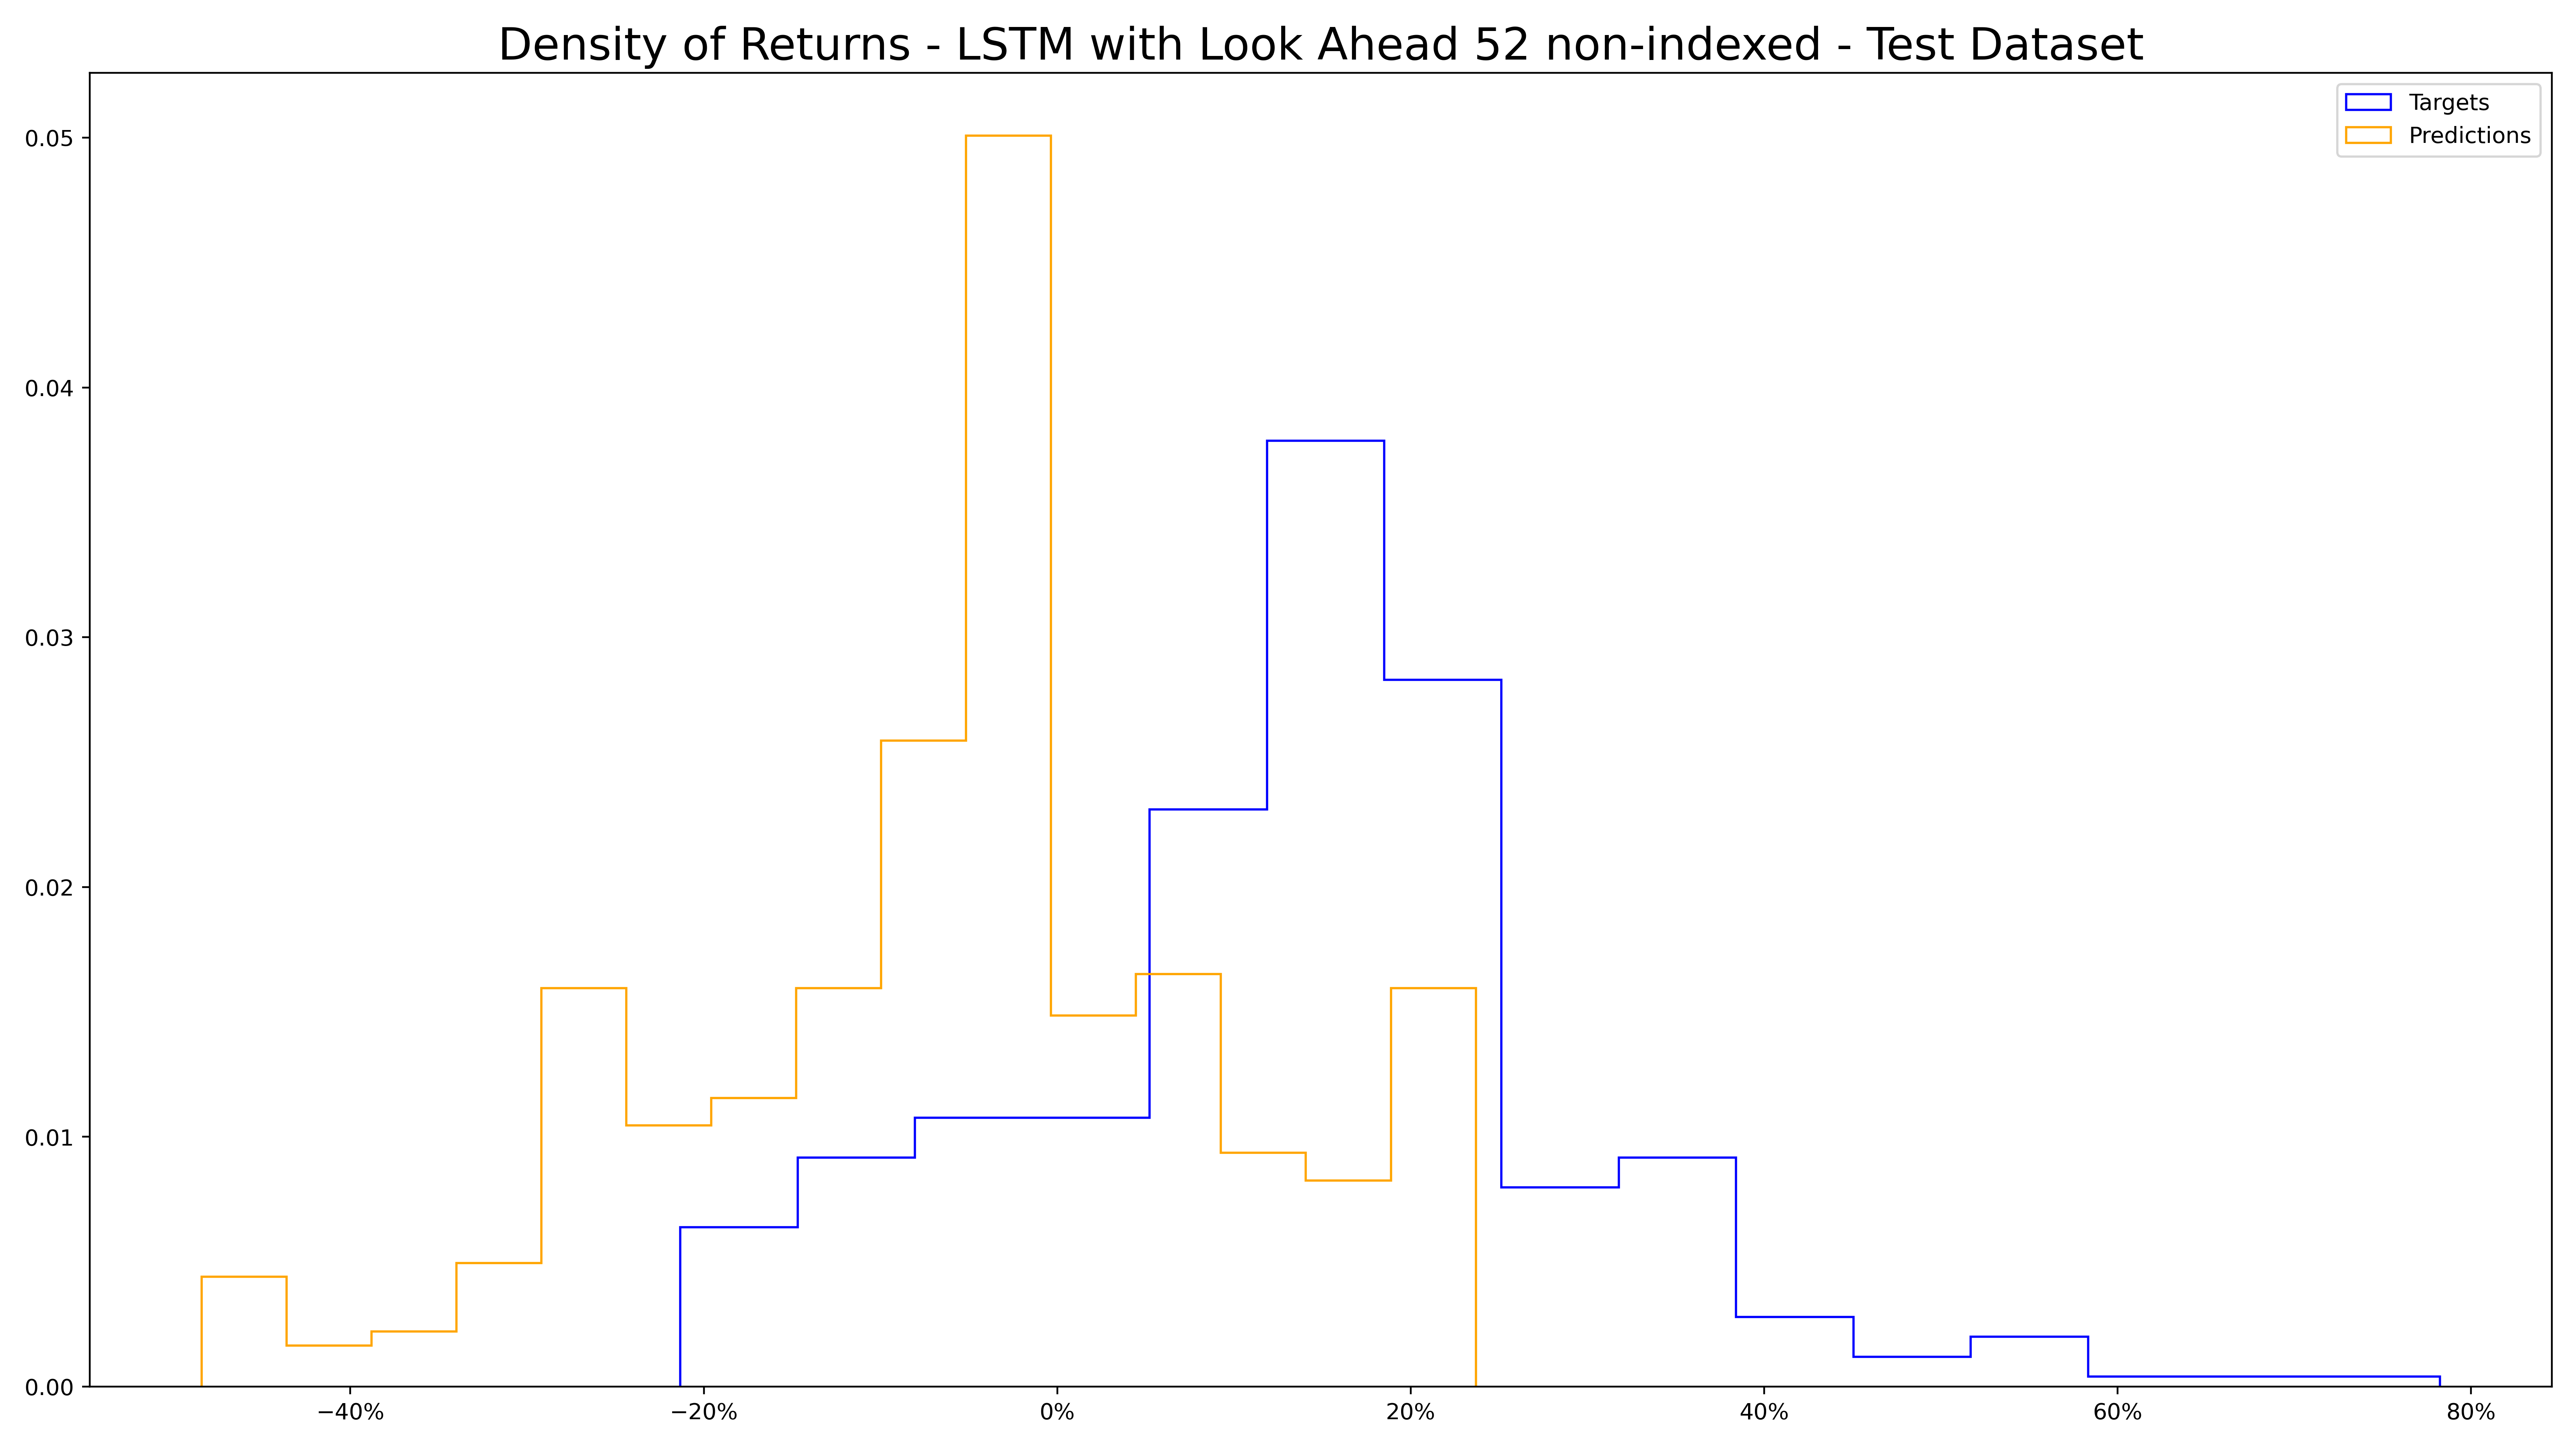 Density of Returns - LSTM with Look Ahead 52 non-indexed - Test Dataset
Targets
Predictions
0.05
0.04
0.03
0.02
0.01
0.00
−40% −20% 0% 20% 40% 60% 80%